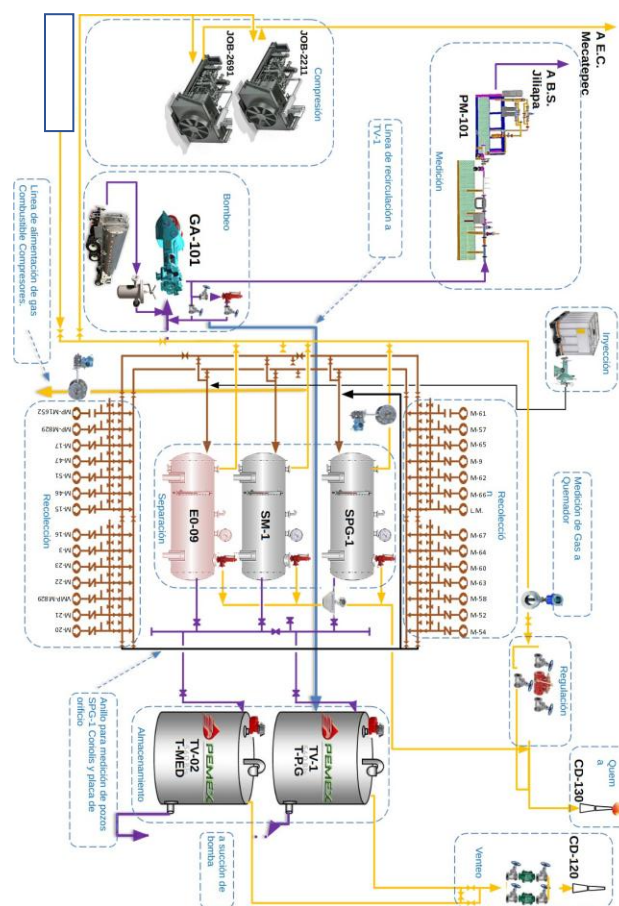 A E.C.
Mecatepec
Compresión
JOB-2211
JOB-2691
A B.S.
Jiliapa
PM-101
Medición
Línea de recirculación a
TV-1
Bombeo
GA-101
Inyección
Línea de alimentación de gas
Combustible Compresores.
Medición de Gas a
Quemador
Regulación
Quem
a
CD-130
CD-120
Venteo
M-61
M-57
M-65
M-9
M-62
M-66
L.M.
M-67
M-64
M-60
M-63
M-58
M-52
M-54
Recolecció
SPG-1
SM-1
E0-09
Separación
MP-M1652
MP-M829
M-17
M-47
M-51
M-46
M-15
M-16
M-3
M-23
M-22
VMP-M829
M-21
M-20
Recolección
PEMEX
TV-1
T-P.G
PEMEX
TV-02
T-MED
Almacenamiento
Anillo para medición de pozos
SPG-1 Coriolis y placa de
orificio
a succión de
bomba